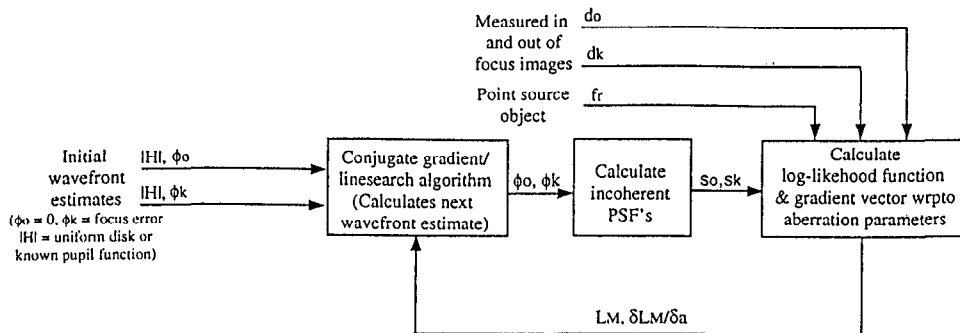 Measured in
and out of
focus images
do
dk
Point source
object
fr
Initial
wavefront
estimates
(ϕo = 0, ϕk = focus error
|H| = uniform disk or
known pupil function)
|H|, ϕo
|H|, ϕk
Conjugate gradient/
linesearch algorithm
(Calculates next
wavefront estimate)
ϕo, ϕk
Calculate
incoherent
PSF's
So,Sk
Calculate
log-likehood function
& gradient vector wrpto
aberration parameters
LM, δLM/δa